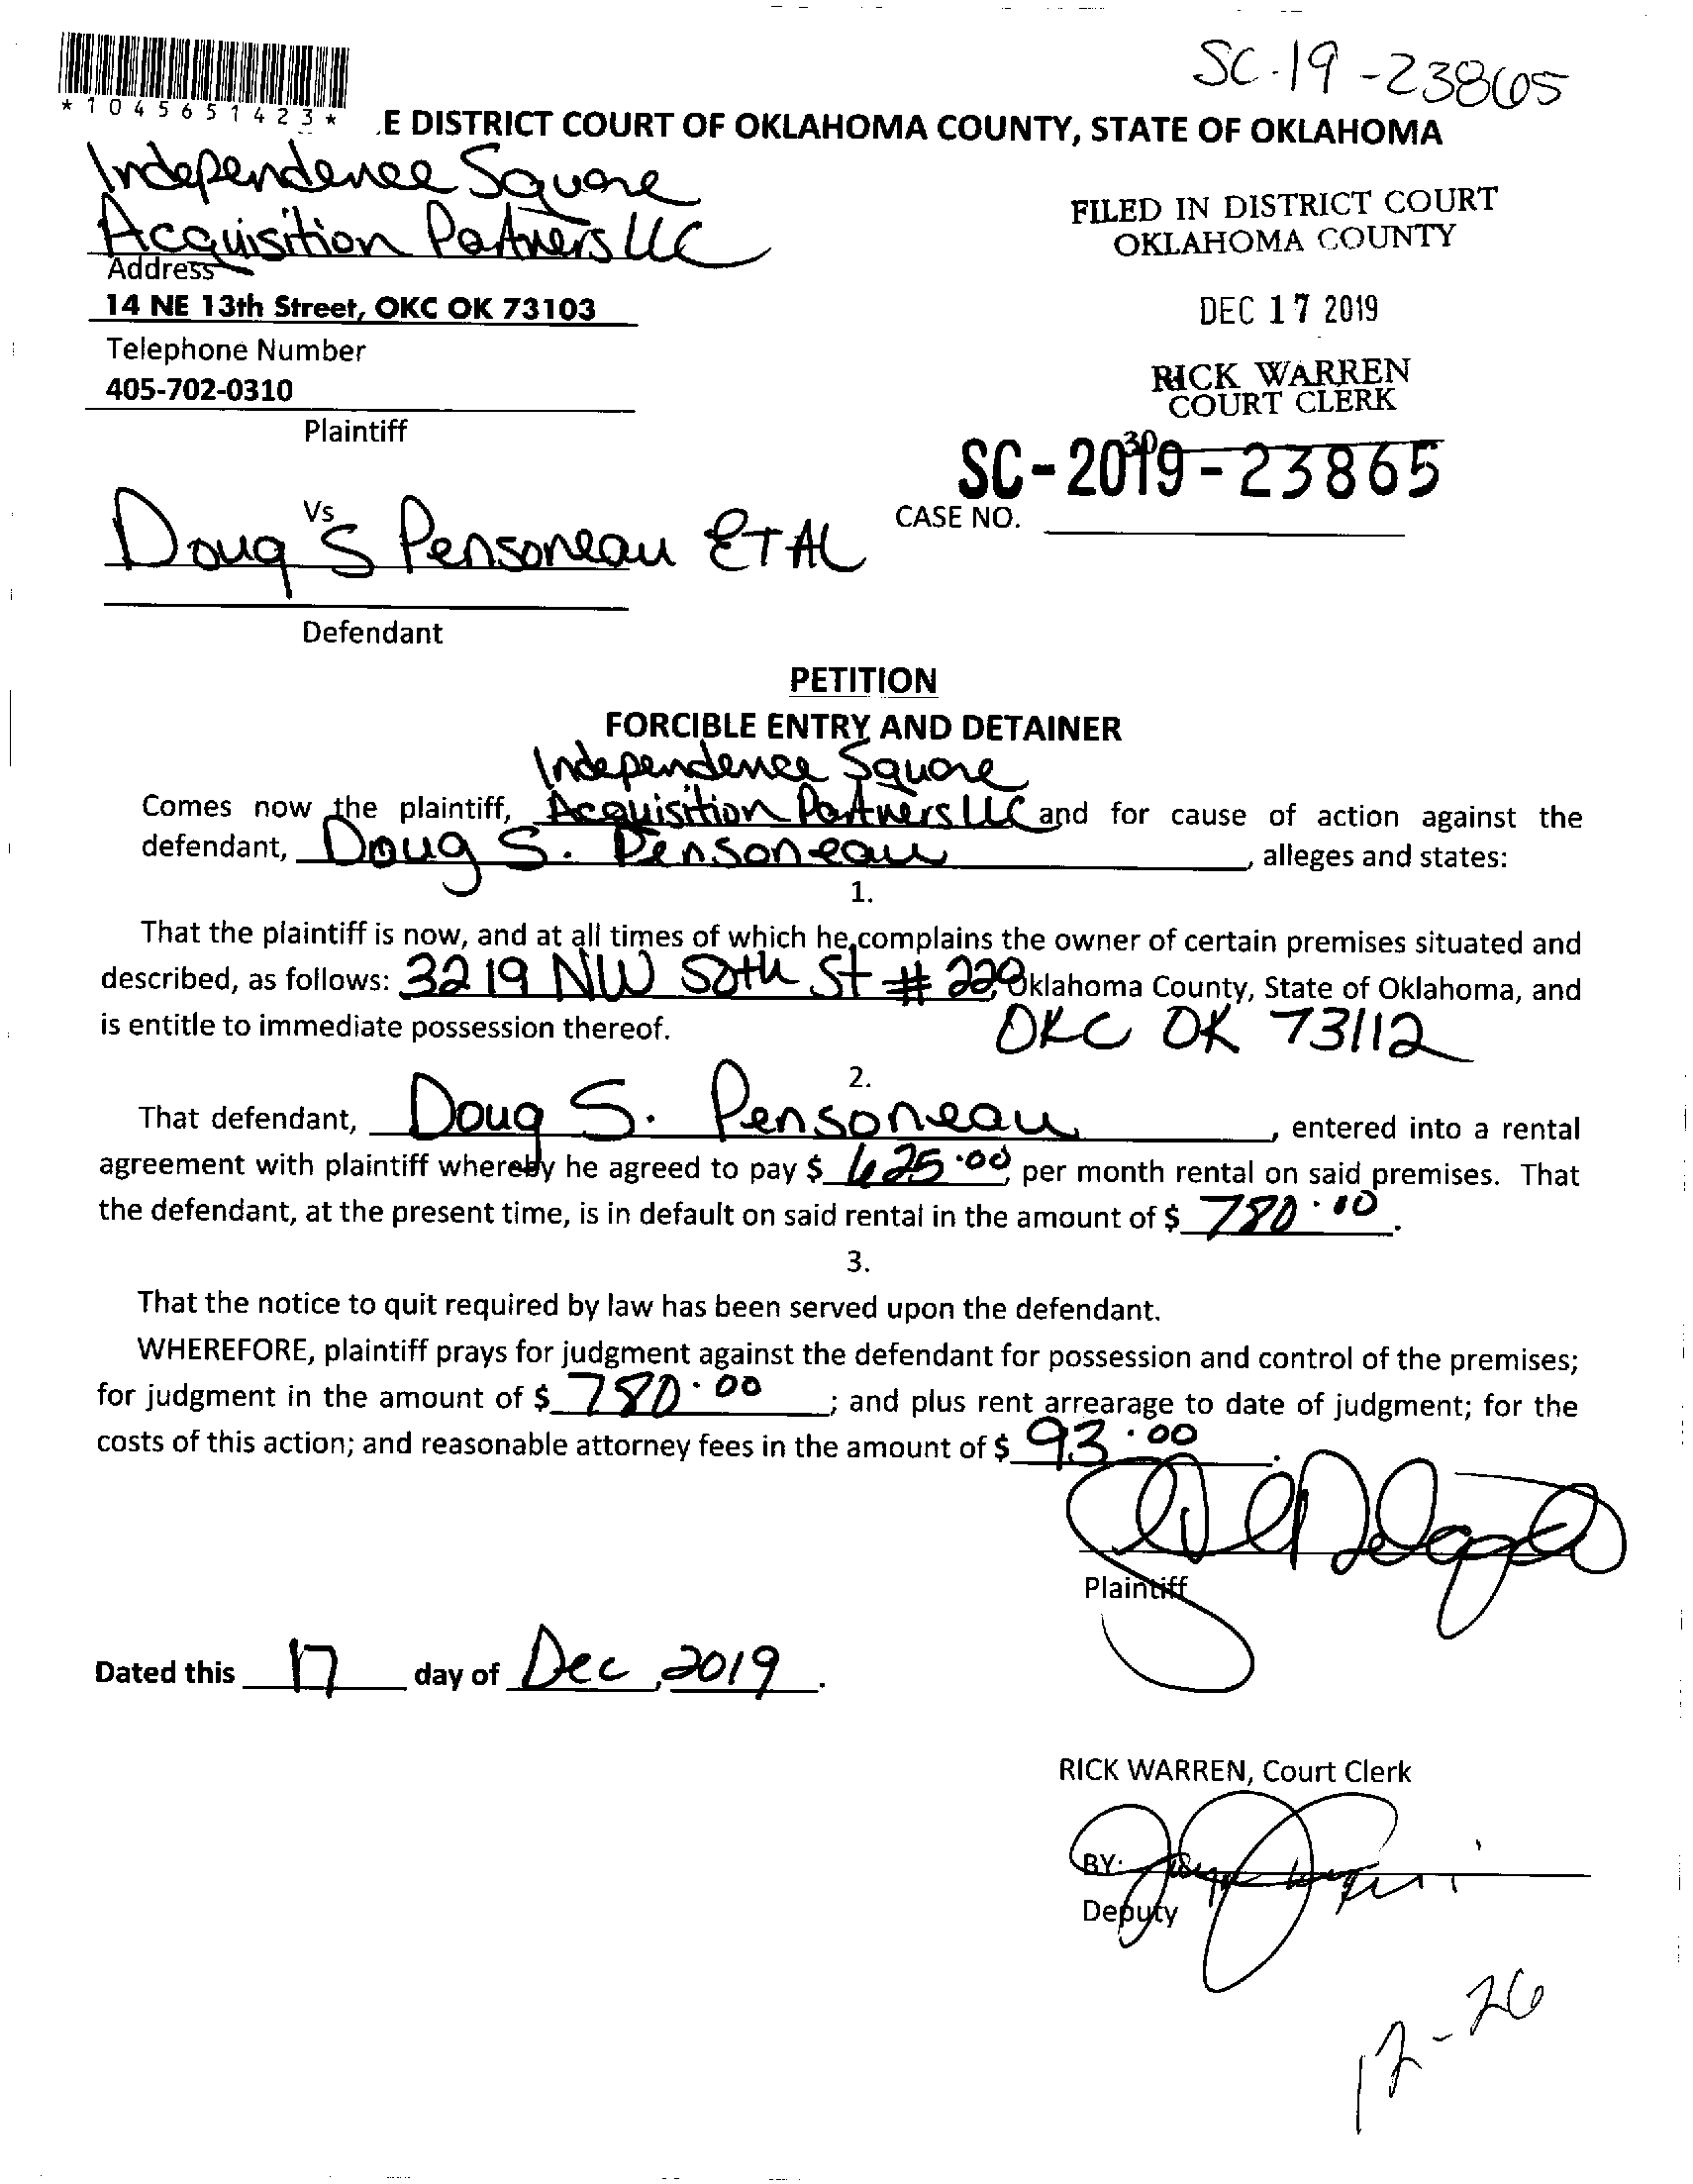 SC-19-23865
*1045651423*
E DISTRICT COURT OF OKLAHOMA COUNTY, STATE OF OKLAHOMA
Independence Square
Acquisition Partners LLC
Address
14 NE 13th Street, OKC OK 73103
Telephone Number
405-702-0310
Plaintiff
FILED IN DISTRICT COURT
OKLAHOMA COUNTY
DEC 17 2019
RICK WARREN
COURT CLERK
30
SC-2019-23865
CASE NO.
Vs
Doug S Pensoneau ET AL
Defendant
PETITION
FORCIBLE ENTRY AND DETAINER
Independence Square
Comes now the plaintiff, Acquisition Partners LLC and for cause of action against the
defendant, Doug S. Pensoneau, alleges and states:
1.
That the plaintiff is now, and at all times of which he complains the owner of certain premises situated and
described, as follows: 3219 NW 50th St # 220, Oklahoma County, State of Oklahoma, and
is entitle to immediate possession thereof. OKC OK 73112
2.
That defendant, Doug S. Pensoneau, entered into a rental
agreement with plaintiff whereby he agreed to pay $ 625.00, per month rental on said premises. That
the defendant, at the present time, is in default on said rental in the amount of $ 780.00.
3.
That the notice to quit required by law has been served upon the defendant.
WHEREFORE, plaintiff prays for judgment against the defendant for possession and control of the premises;
for judgment in the amount of $ 780.00; and plus rent arrearage to date of judgment; for the
costs of this action; and reasonable attorney fees in the amount of $ 93.00.
Plaintiff
Dated this 17 day of Dec, 2019.
RICK WARREN, Court Clerk
BY:
Deputy
12-26